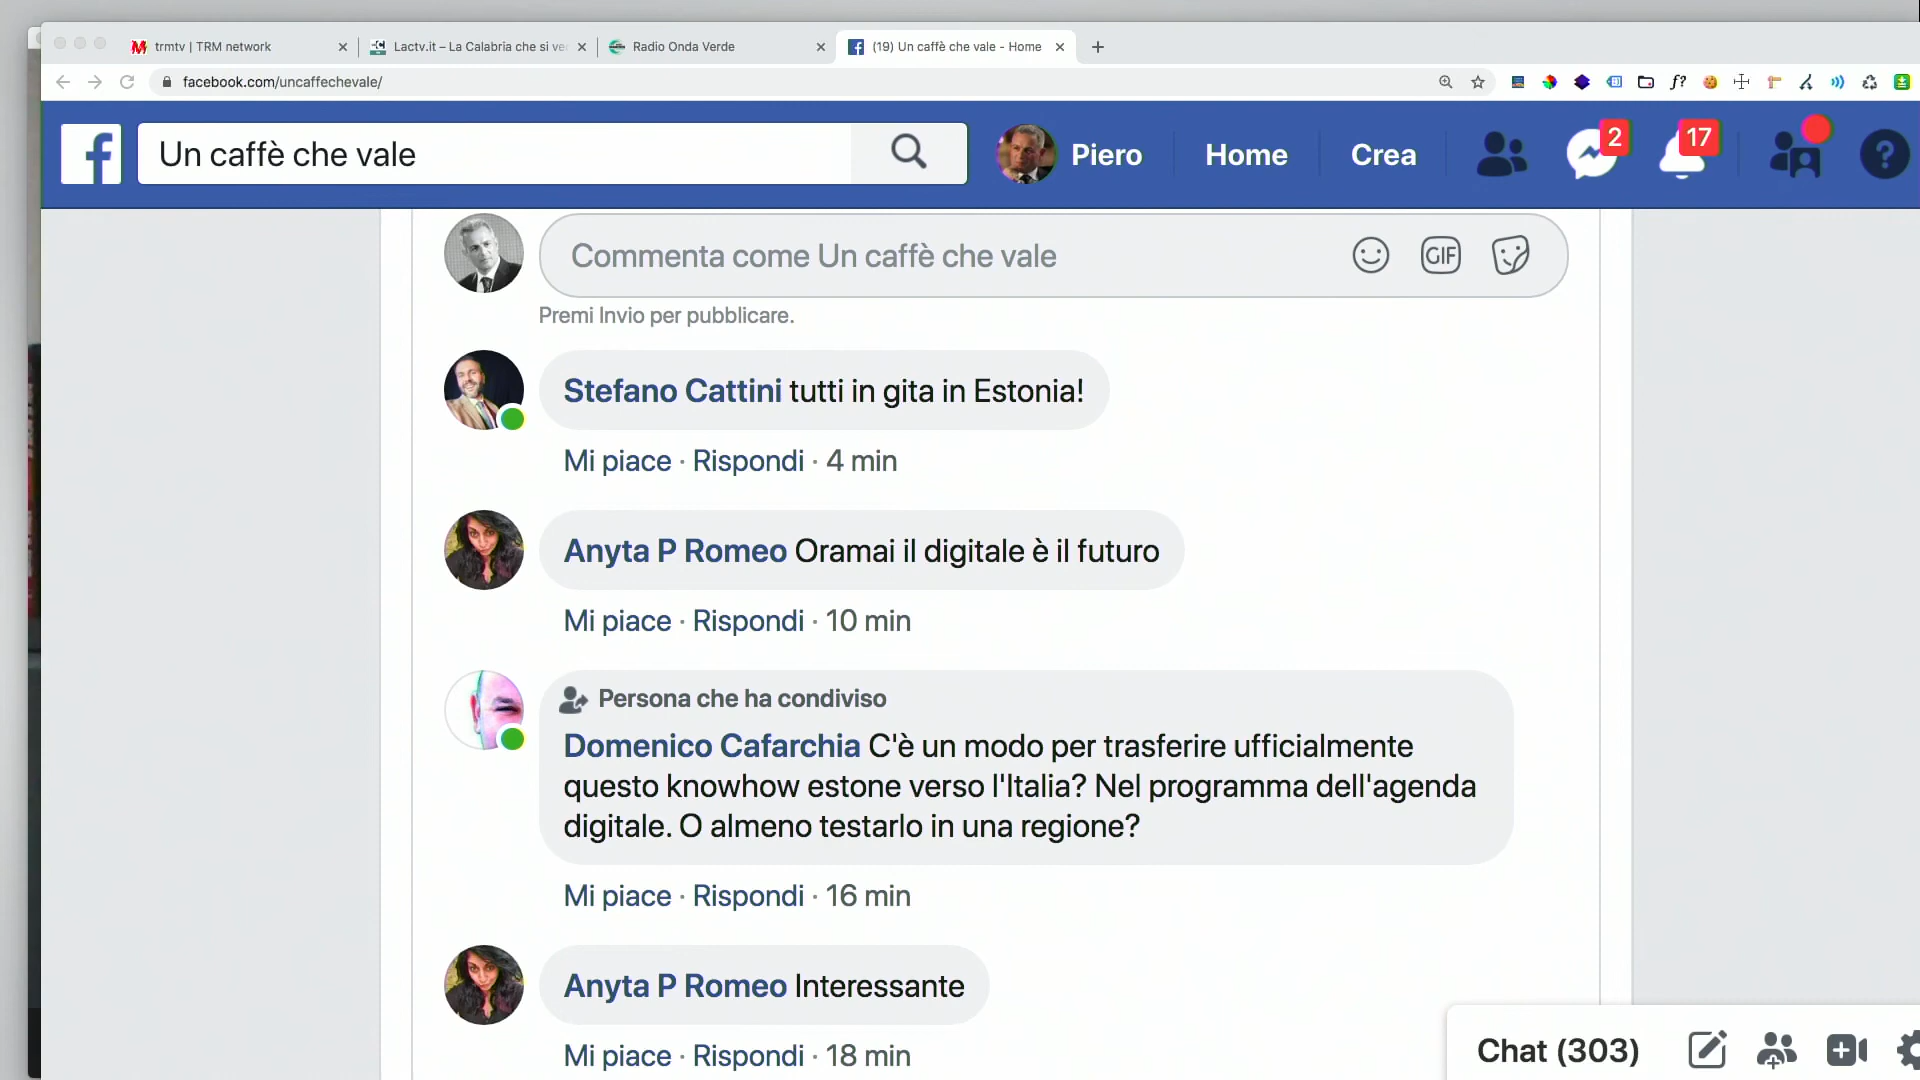 trmtv | TRM network
Lactv.it – La Calabria che si ve
Radio Onda Verde
(19) Un caffè che vale - Home
facebook.com/uncaffechevale/
f?
Un caffè che vale
Piero
Home
Crea
2
17
?
Commenta come Un caffè che vale
GIF
Premi Invio per pubblicare.
Stefano Cattini tutti in gita in Estonia!
Mi piace · Rispondi · 4 min
Anyta P Romeo Oramai il digitale è il futuro
Mi piace · Rispondi · 10 min
Persona che ha condiviso
Domenico Cafarchia C'è un modo per trasferire ufficialmente
questo knowhow estone verso l'Italia? Nel programma dell'agenda
digitale. O almeno testarlo in una regione?
Mi piace · Rispondi · 16 min
Anyta P Romeo Interessante
Mi piace · Rispondi · 18 min
Chat (303)